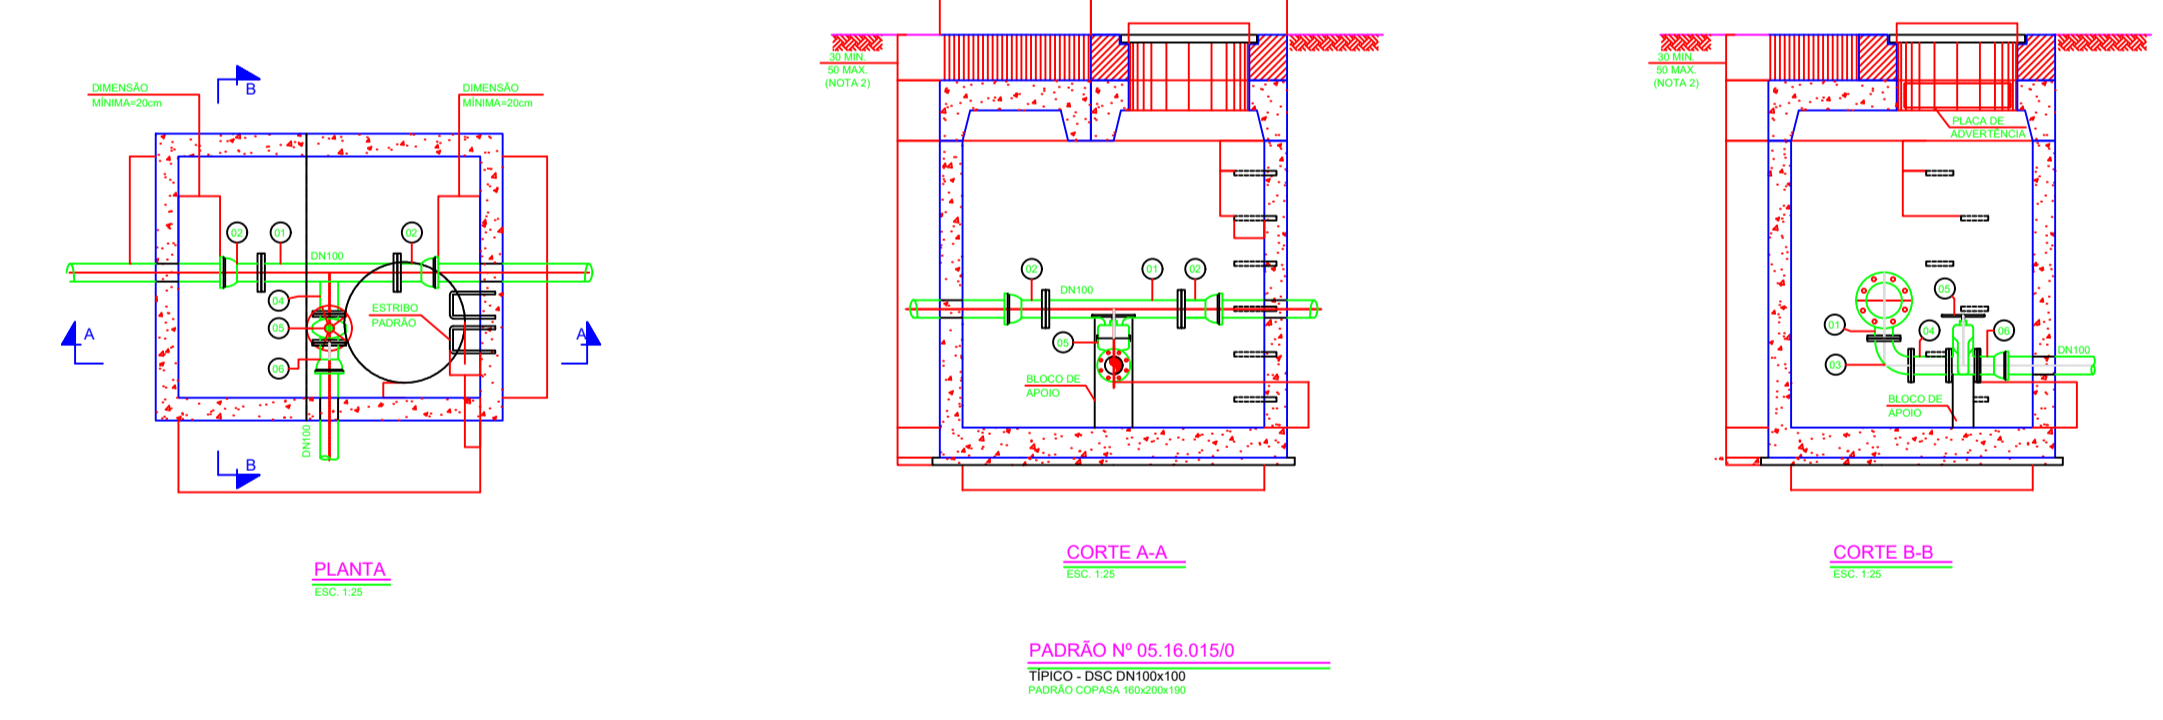 DIMENSÃO
MÍNIMA=20cm
B
DIMENSÃO
MÍNIMA=20cm
02
01
02
DN100
04
ESTRIBO
PADRÃO
05
A
A
06
DN100
B
PLANTA
ESC. 1:25
30 MIN.
50 MAX.
(NOTA 2)
02
01
02
DN100
05
BLOCO DE
APOIO
CORTE A-A
ESC. 1:25
30 MIN.
50 MAX.
(NOTA 2)
PLACA DE
ADVERTÊNCIA
05
01
04
06
DN100
03
BLOCO DE
APOIO
CORTE B-B
ESC. 1:25
PADRÃO Nº 05.16.015/0
TÍPICO - DSC DN100x100
PADRÃO COPASA 160x200x190